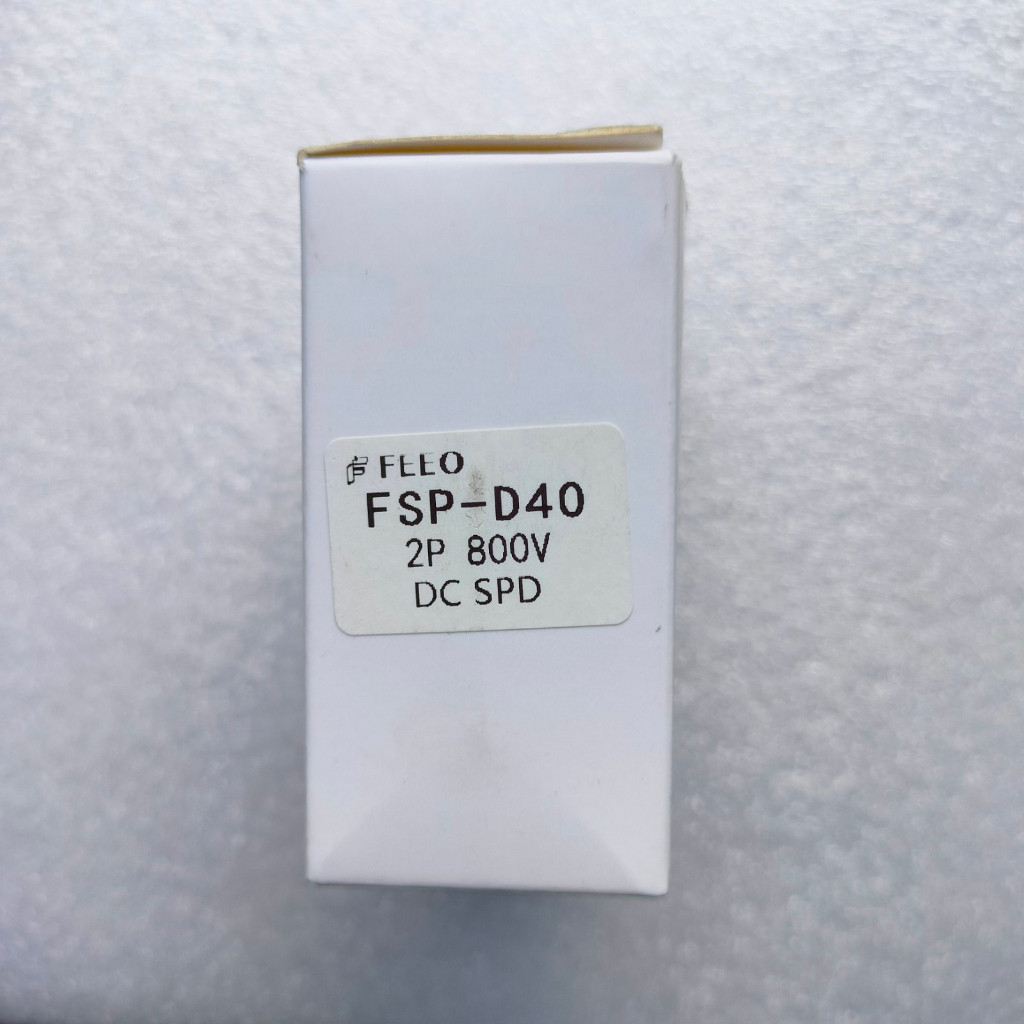 FEEO
FSP-D40
2P 800V
DC SPD